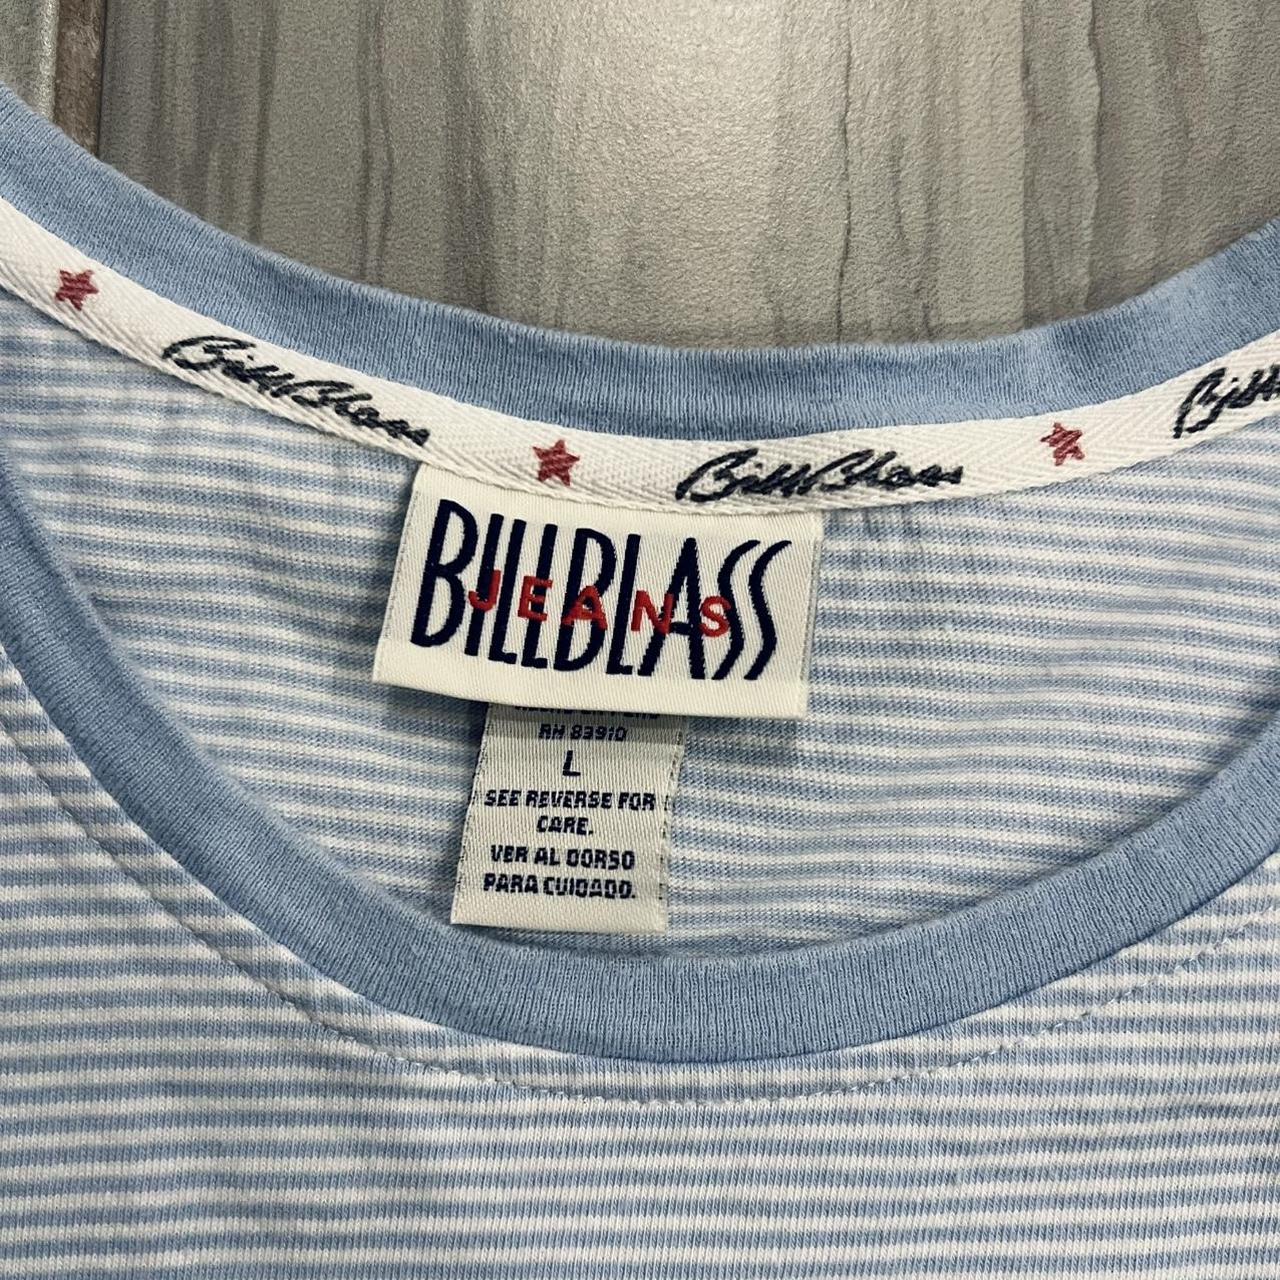 Bill Blass
Bill Blass
Bill
BILLBLASS
JEANS
RN 83910
L
SEE REVERSE FOR
CARE.
VER AL DORSO
PARA CUIDADO.